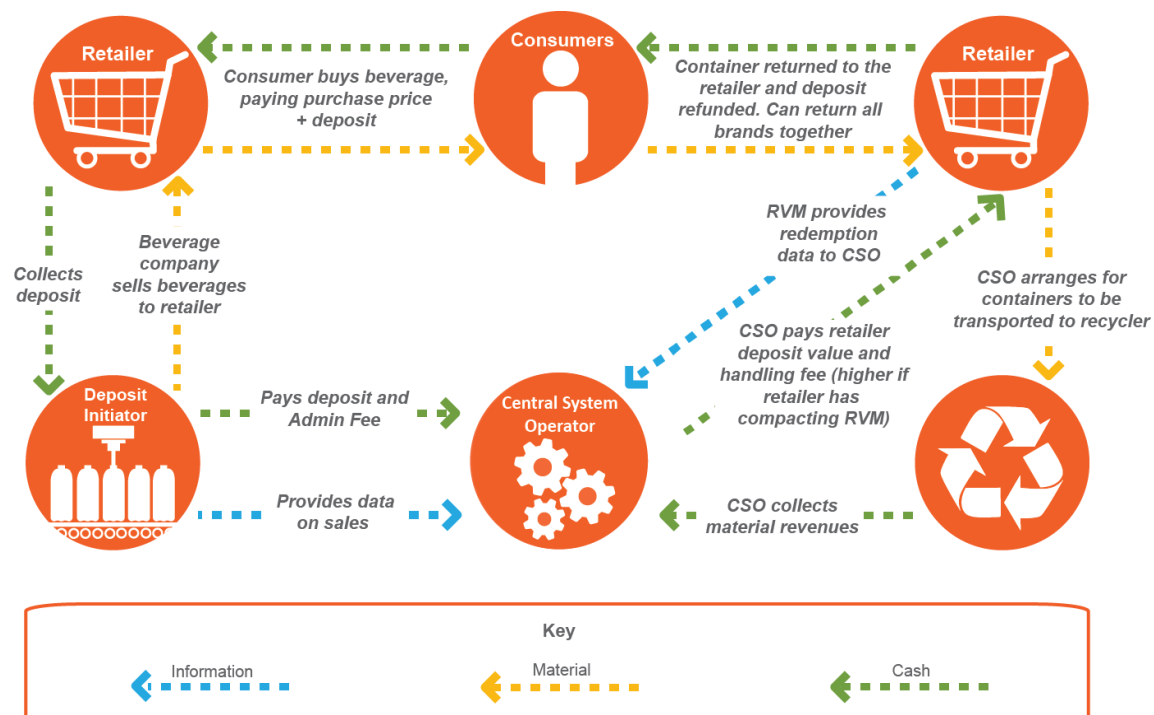 Retailer
Consumers
Retailer
Consumer buys beverage,
paying purchase price
+ deposit
Container returned to the
retailer and deposit
refunded. Can return all
brands together
Collects
deposit
Beverage
company
sells beverages
to retailer
RVM provides
redemption
data to CSO
CSO arranges for
containers to be
transported to recycler
CSO pays retailer
deposit value and
handling fee (higher if
retailer has
compacting RVM)
Deposit
Initiator
Pays deposit and
Admin Fee
Central System
Operator
Provides data
on sales
CSO collects
material revenues
Key
Information
Material
Cash